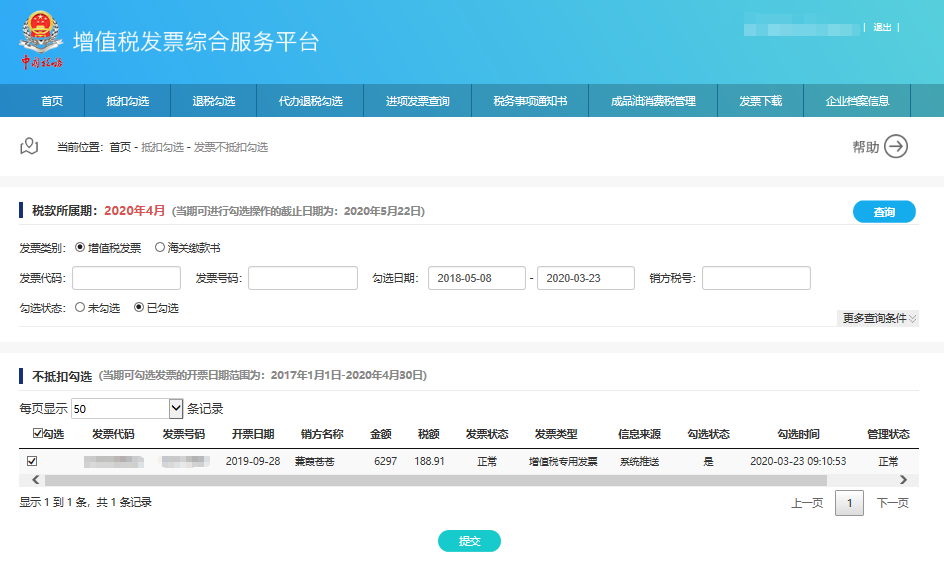 中国税务
增值税发票综合服务平台
| 退出 |
首页 抵扣勾选 退税勾选 代办退税勾选 进项发票查询 税务事项通知书 成品油消费税管理 发票下载 企业档案信息
当前位置：首页 - 抵扣勾选 - 发票不抵扣勾选 帮助
税款所属期：2020年4月 (当期可进行勾选操作的截止日期为：2020年5月22日) 查询
发票类别： 增值税发票 海关缴款书
发票代码： 发票号码： 勾选日期： 2018-05-08 - 2020-03-23 销方税号：
勾选状态： 未勾选 已勾选
更多查询条件
不抵扣勾选 (当期可勾选发票的开票日期范围为：2017年1月1日-2020年4月30日)
每页显示 50 条记录
勾选 发票代码 发票号码 开票日期 销方名称 金额 税额 发票状态 发票类型 信息来源 勾选状态 勾选时间 管理状态
2019-09-28 蒹葭苍苍 6297 188.91 正常 增值税专用发票 系统推送 是 2020-03-23 09:10:53 正常
显示 1 到 1 条，共 1 条记录 上一页 1 下一页
提交